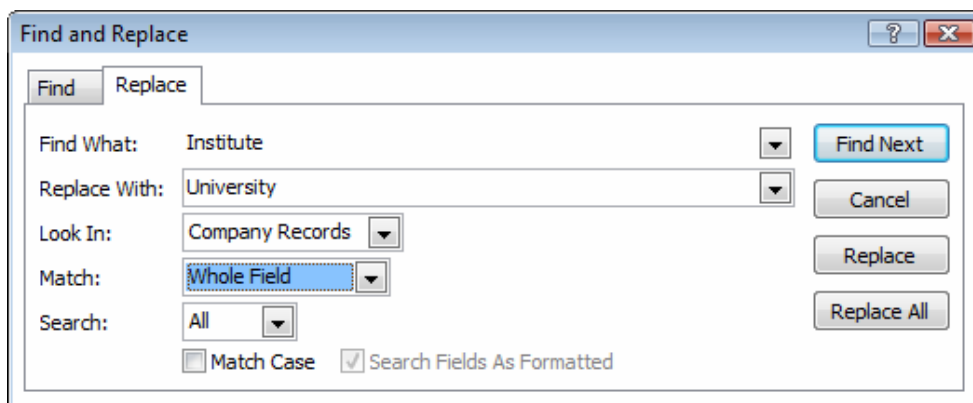 Find and Replace
Find Replace
Find What: Institute Find Next
Replace With: University Cancel
Look In: Company Records
Match: Whole Field Replace
Search: All Replace All
Match Case Search Fields As Formatted